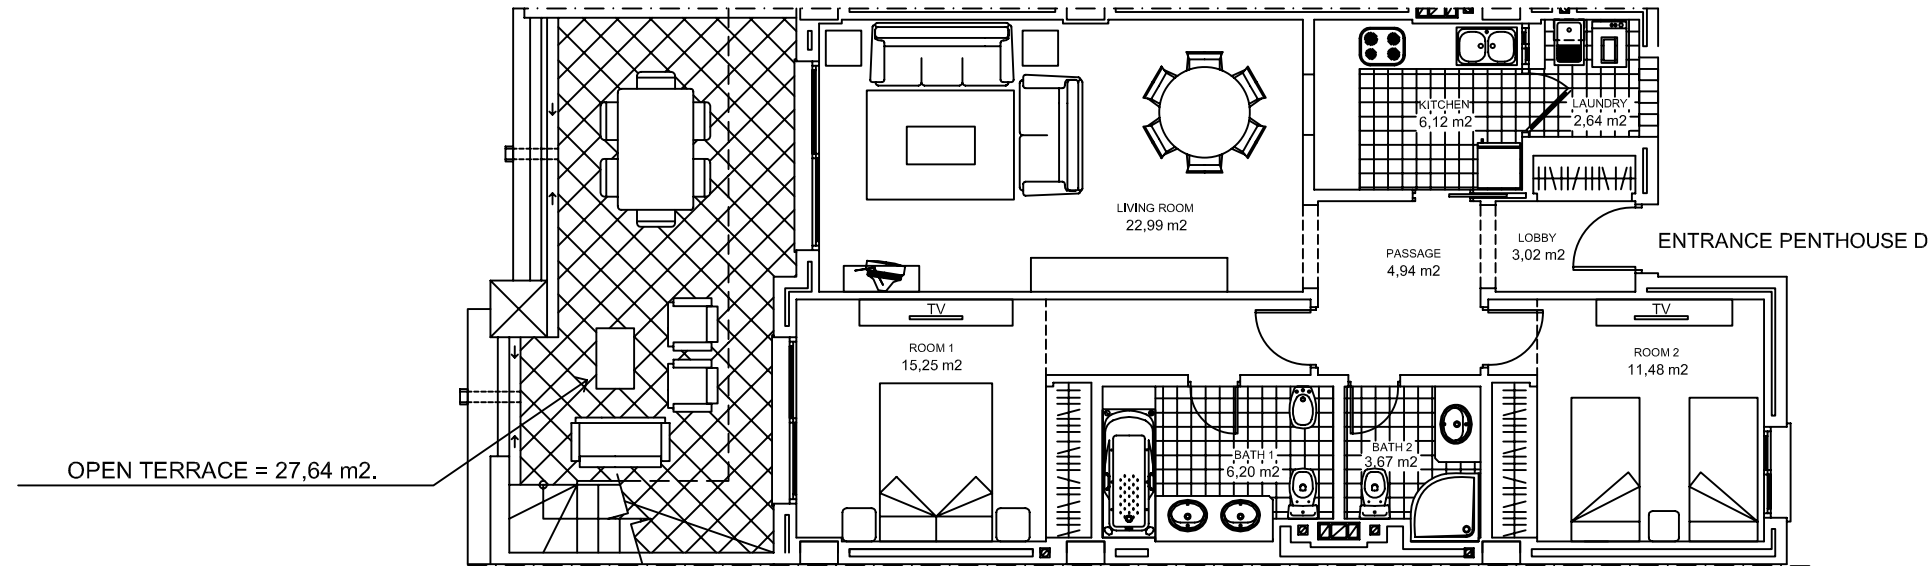 KITCHEN
6,12 m2
LAUNDRY
2,64 m2
LIVING ROOM
22,99 m2
PASSAGE
4,94 m2
LOBBY
3,02 m2
ENTRANCE PENTHOUSE D
TV
ROOM 1
15,25 m2
TV
ROOM 2
11,48 m2
BATH 1
6,20 m2
BATH 2
3,67 m2
OPEN TERRACE = 27,64 m2.